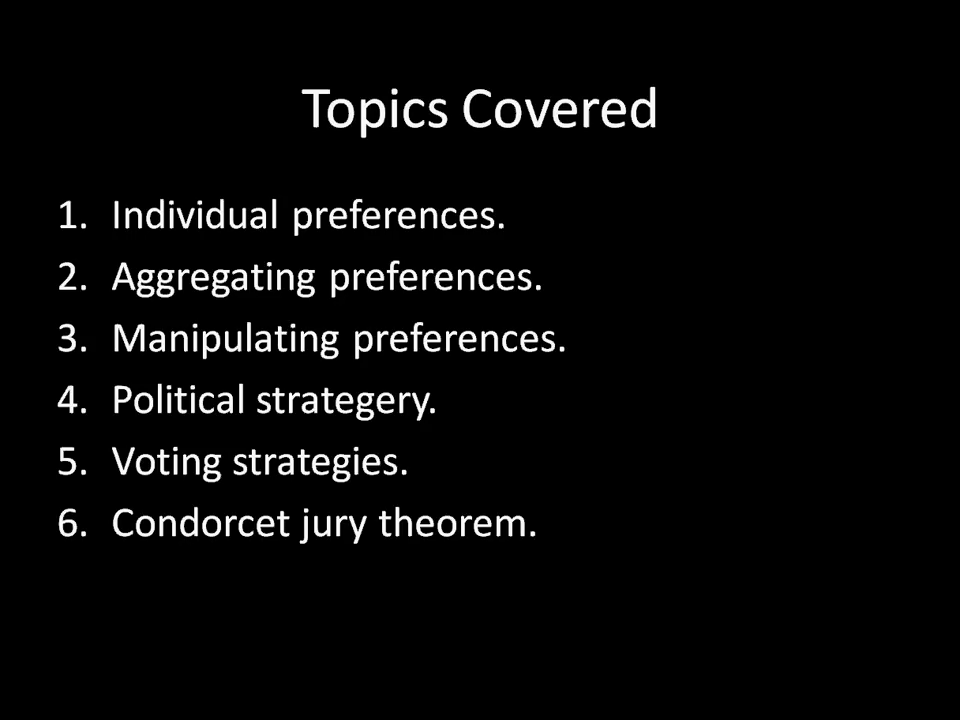 Topics Covered
1. Individual preferences.
2. Aggregating preferences.
3. Manipulating preferences.
4. Political strategery.
5. Voting strategies.
6. Condorcet jury theorem.